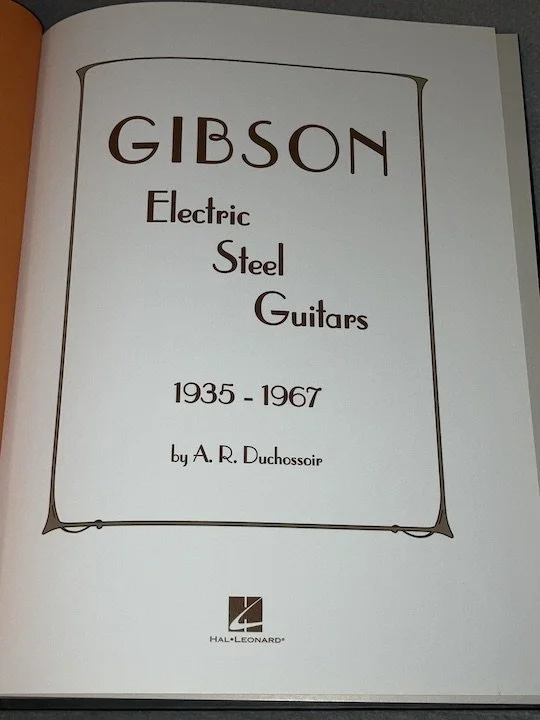 GIBSON
Electric
Steel
Guitars
1935 - 1967
by A. R. Duchossoir
HAL•LEONARD®